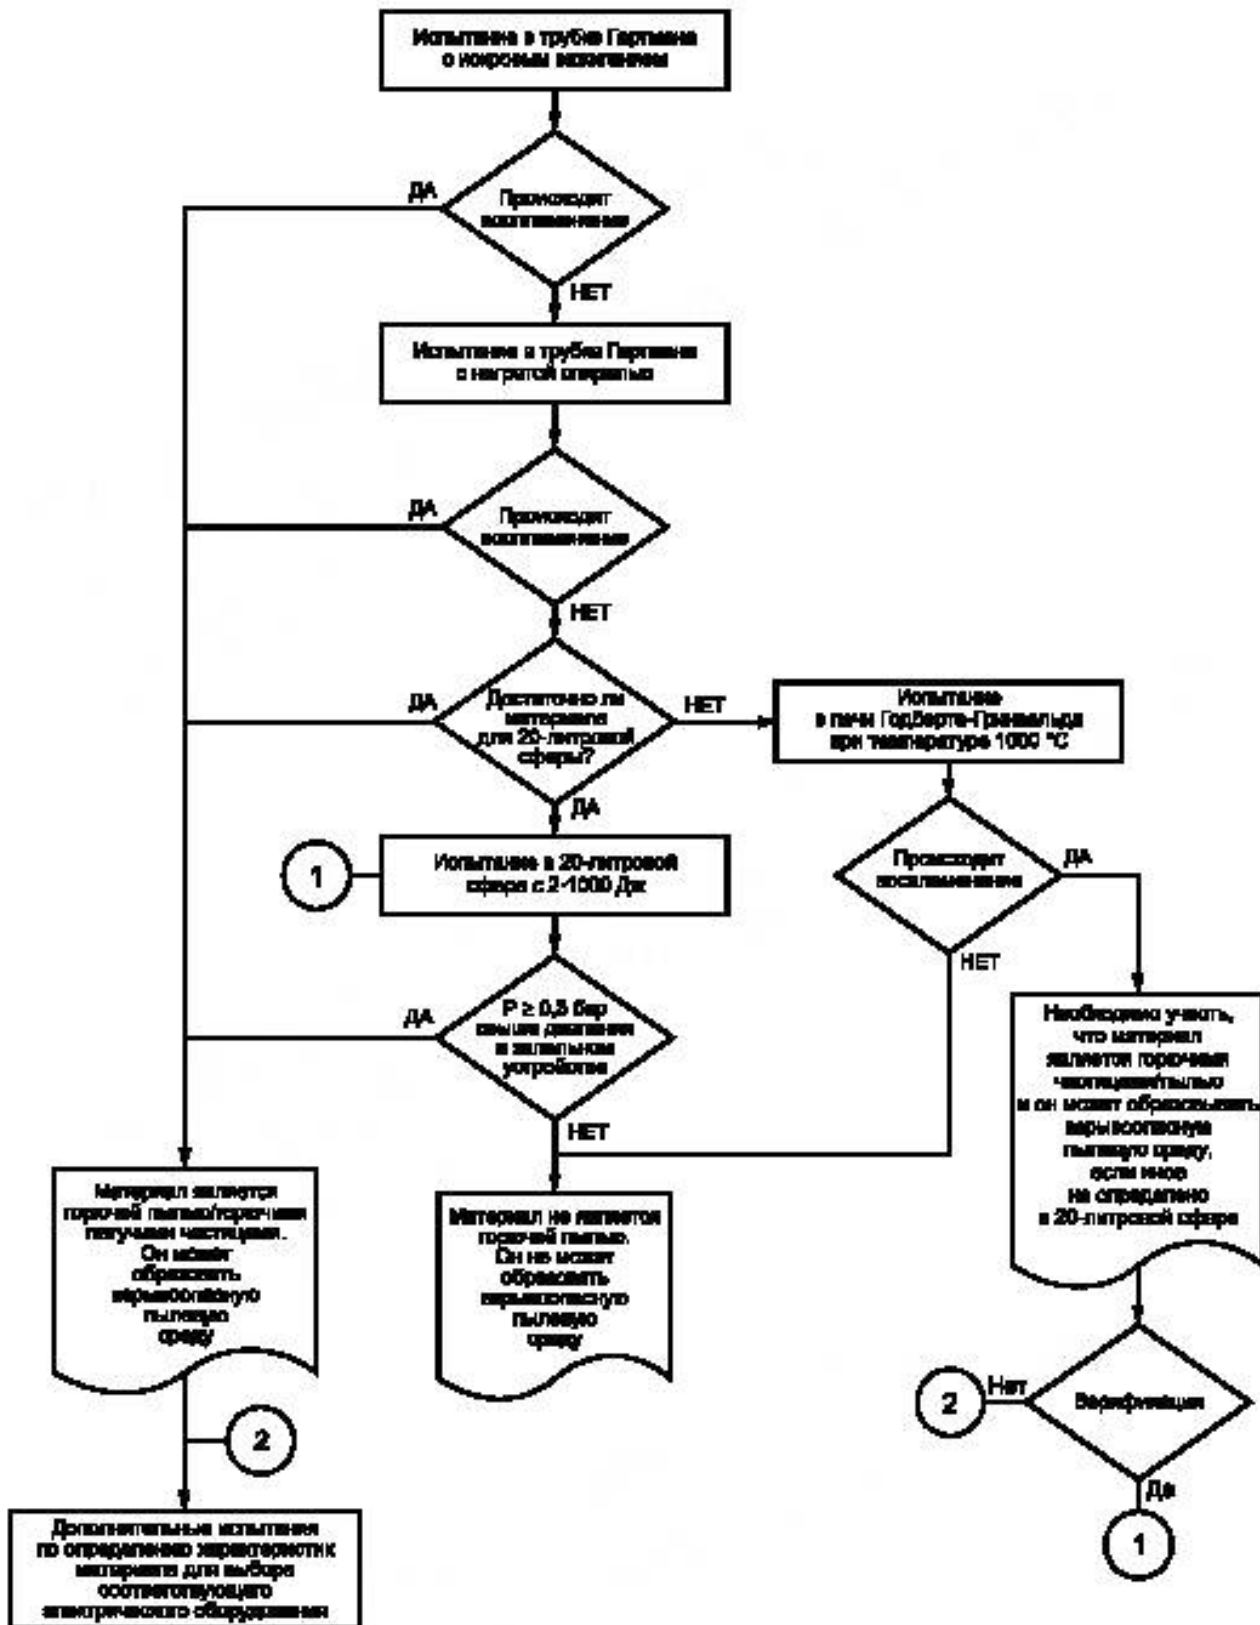 Испытание в трубке Гартмана
с искровым зажиганием
ДА
Происходит
воспламенение
НЕТ
Испытание в трубке Гартмана
с нагретой спиралью
ДА
Происходит
воспламенение
НЕТ
ДА
Достаточно ли
материала
для 20-литровой
сферы?
НЕТ
Испытание
в печи Годберта-Гринвальда
при температуре 1000 °С
ДА
1
Испытание в 20-литровой
сфере с 2-1000 Дж
Происходит
воспламенение
ДА
НЕТ
ДА
P ≥ 0,3 бар
свыше давления
в запальном
устройстве
НЕТ
Необходимо учесть,
что материал
является горючими
частицами/пылью
и он может образовывать
взрывоопасную
пылевую среду,
если иное
не определено
в 20-литровой сфере
Материал является
горючей пылью/горючими
летучими частицами.
Он может
образовать
взрывоопасную
пылевую
среду
Материал не является
горючей пылью.
Он не может
образовать
взрывоопасную
пылевую
среду
2
Нет
Верификация
Да
1
2
Дополнительные испытания
по определению характеристик
материала для выбора
соответствующего
электрического оборудования